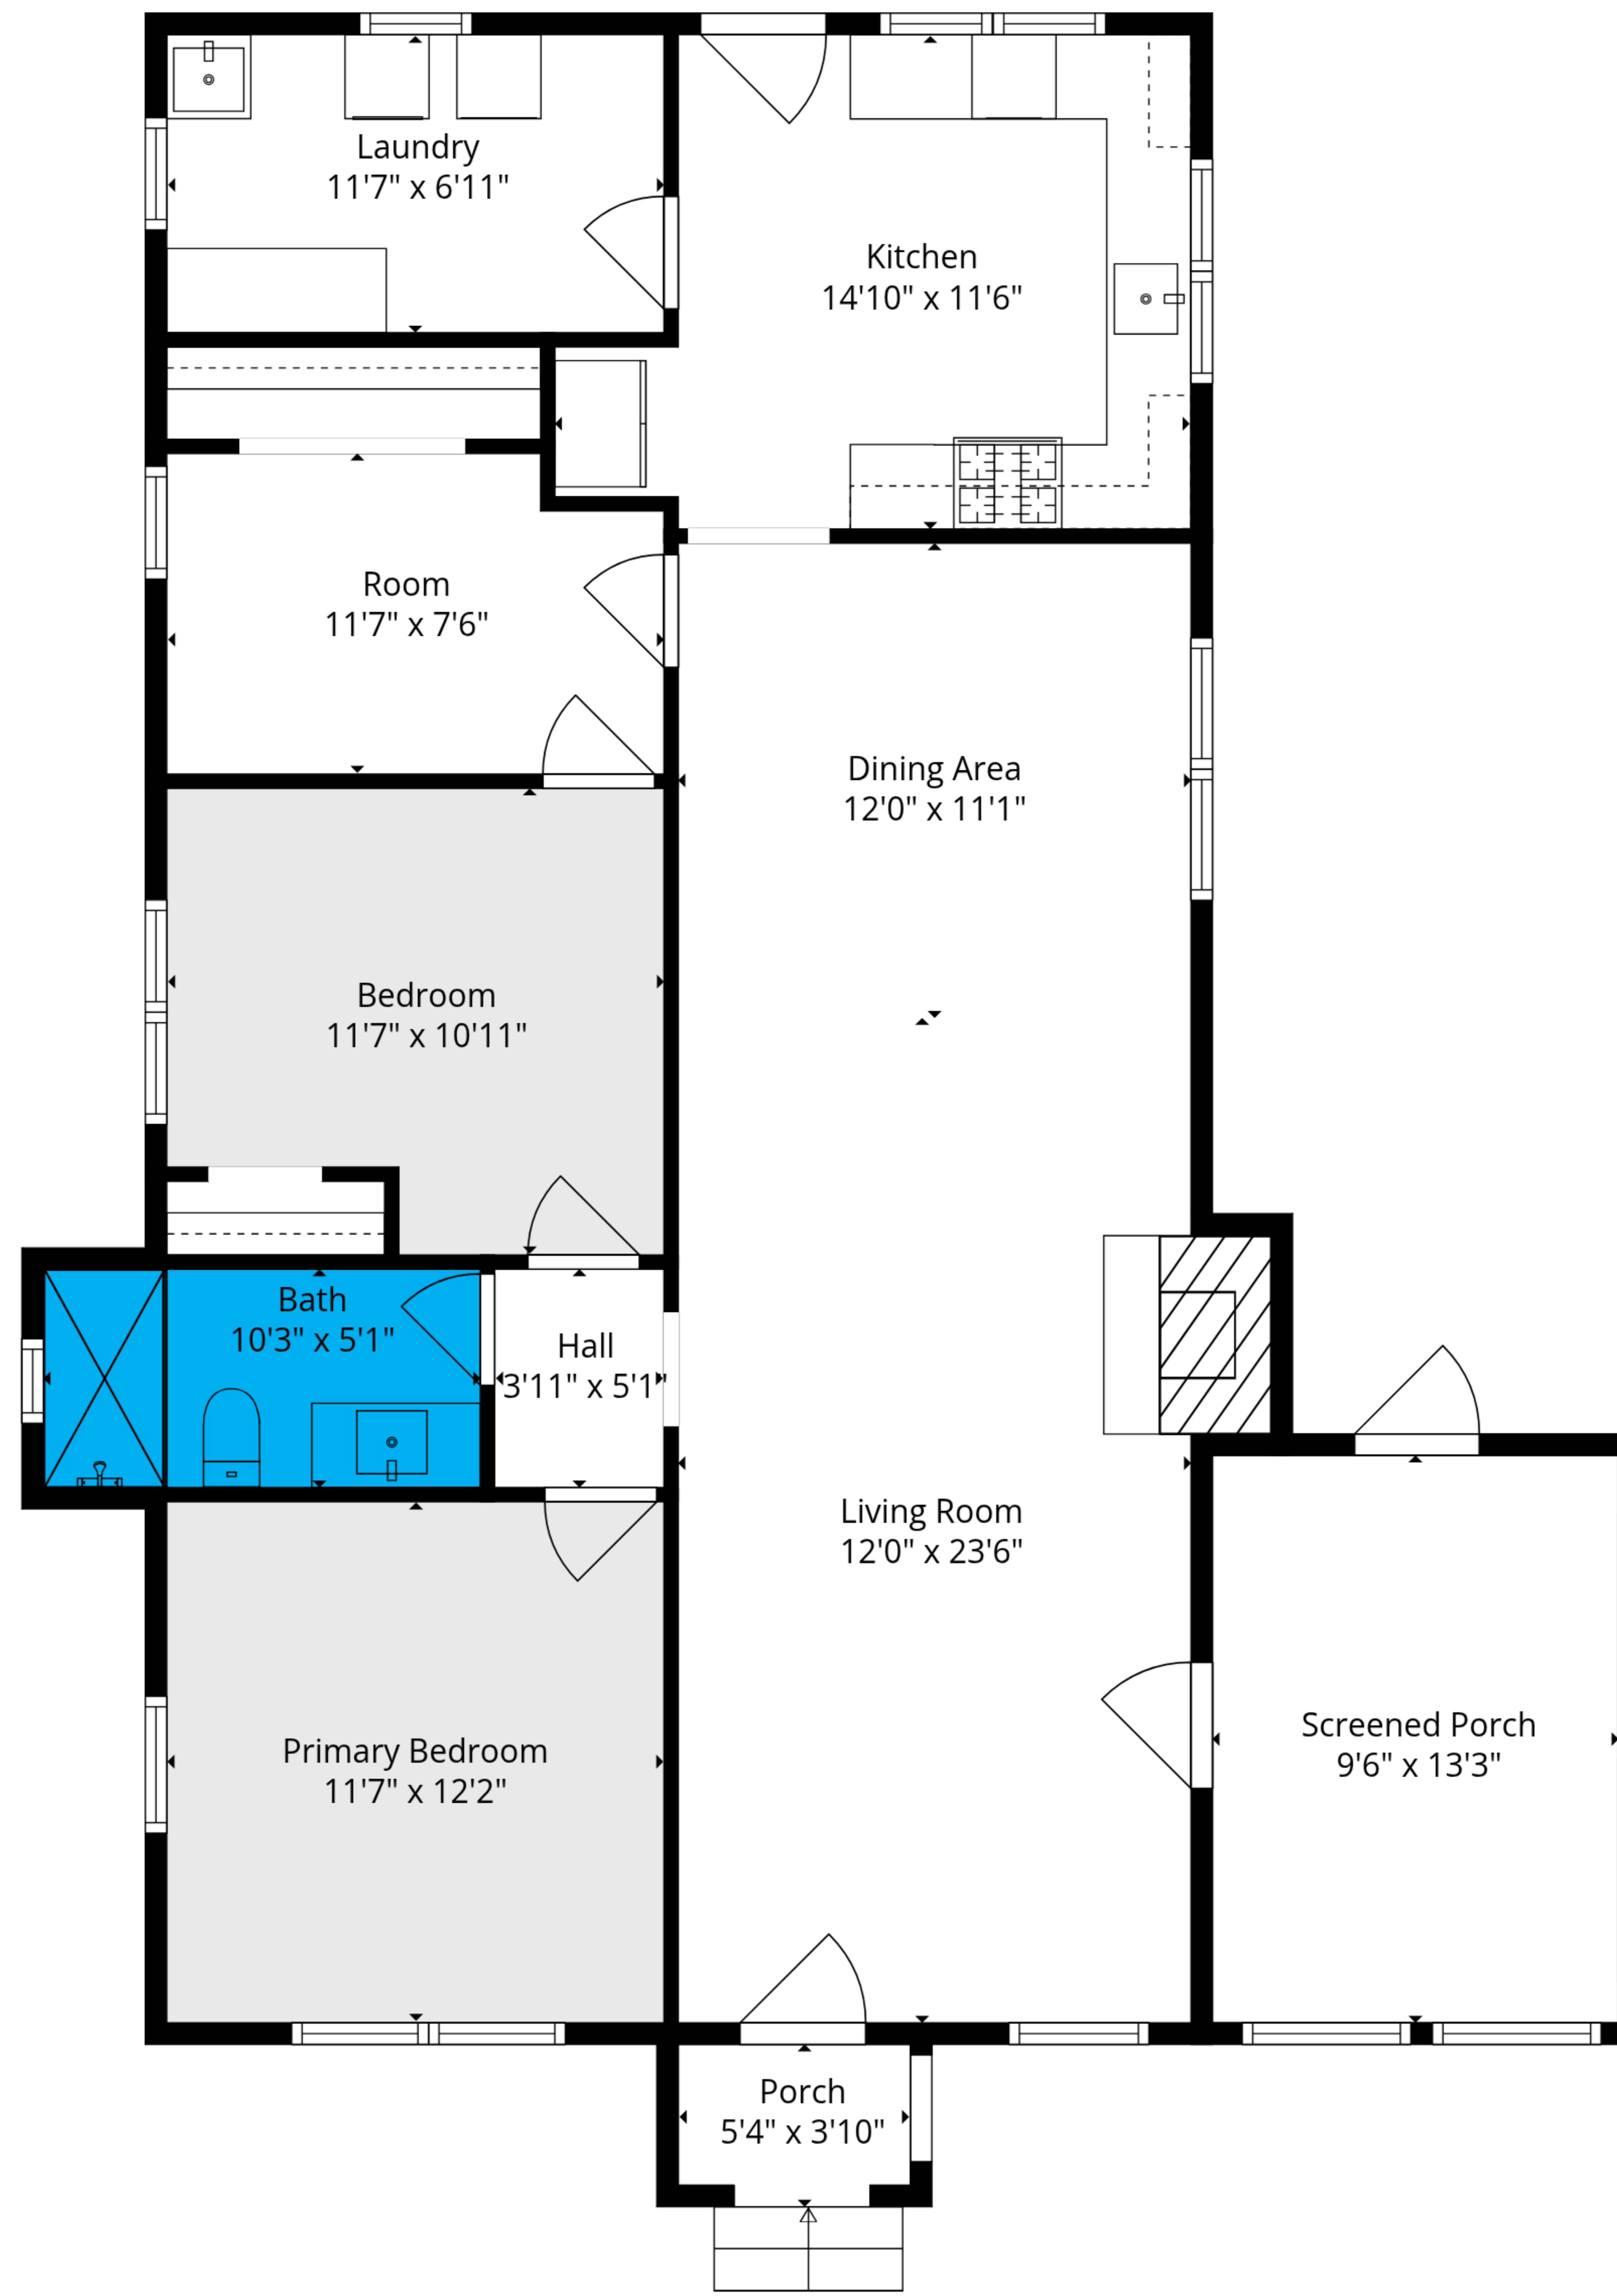 Laundry
11'7" x 6'11"
Kitchen
14'10" x 11'6"
Room
11'7" x 7'6"
Dining Area
12'0" x 11'1"
Bedroom
11'7" x 10'11"
Bath
10'3" x 5'1"
Hall
3'11" x 5'1"
Living Room
12'0" x 23'6"
Primary Bedroom
11'7" x 12'2"
Screened Porch
9'6" x 13'3"
Porch
5'4" x 3'10"